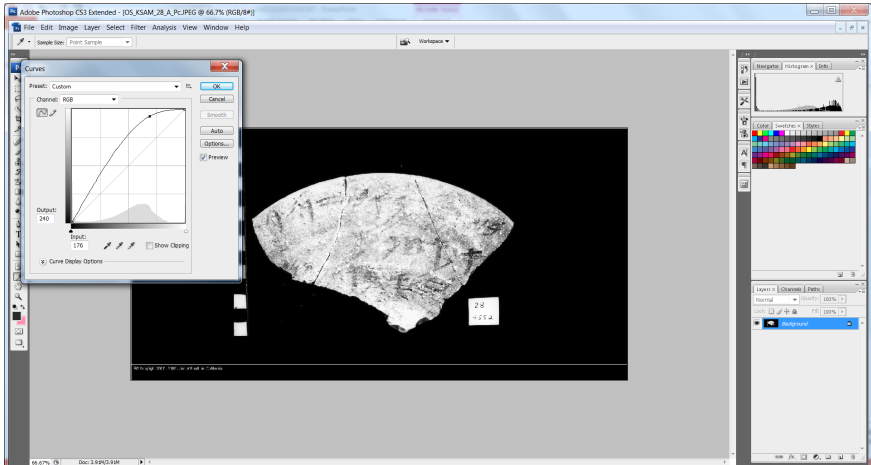 Adobe Photoshop CS3 Extended - [OS_KSAM_28_A_Pc.JPEG @ 66.7% (RGB/8#)]
File Edit Image Layer Select Filter Analysis View Window Help
Sample Size: Point Sample
Workspace
Curves
Preset: Custom
Channel: RGB
OK
Cancel
Smooth
Auto
Options...
Preview
Output:
240
Input:
176
Show Clipping
Curve Display Options
28
-552
Navigator Histogram × Info
Color Swatches × Styles
Layers × Channels Paths
Normal
Opacity: 100%
Lock:
Fill: 100%
Background
66.67%
Doc: 3.91M/3.91M